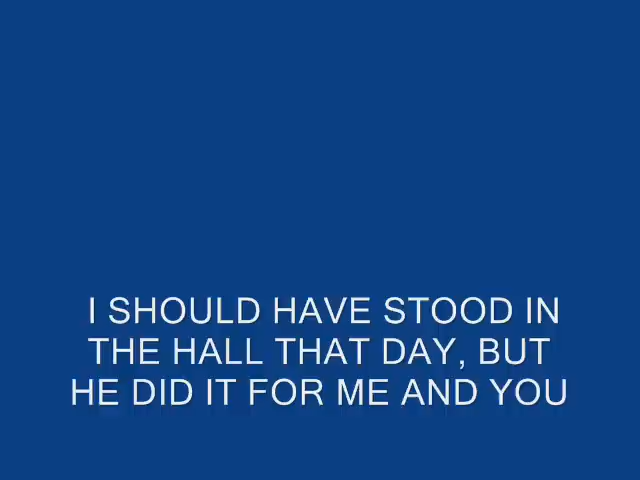 I SHOULD HAVE STOOD IN
THE HALL THAT DAY, BUT
HE DID IT FOR ME AND YOU